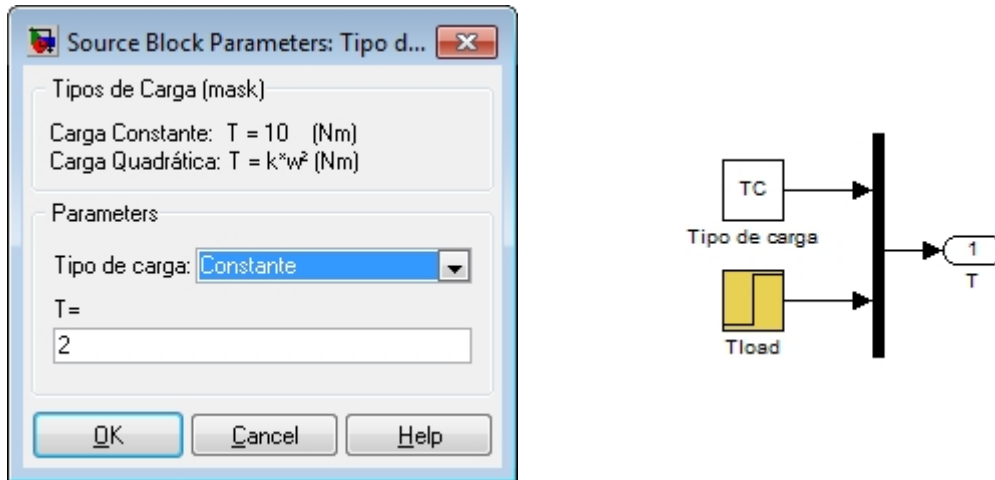 Source Block Parameters: Tipo d...
Tipos de Carga (mask)
Carga Constante: T = 10 (Nm)
Carga Quadrática: T = k*w² (Nm)
Parameters
Tipo de carga: Constante
T=
2
OK Cancel Help
TC
Tipo de carga
Tload
1
T